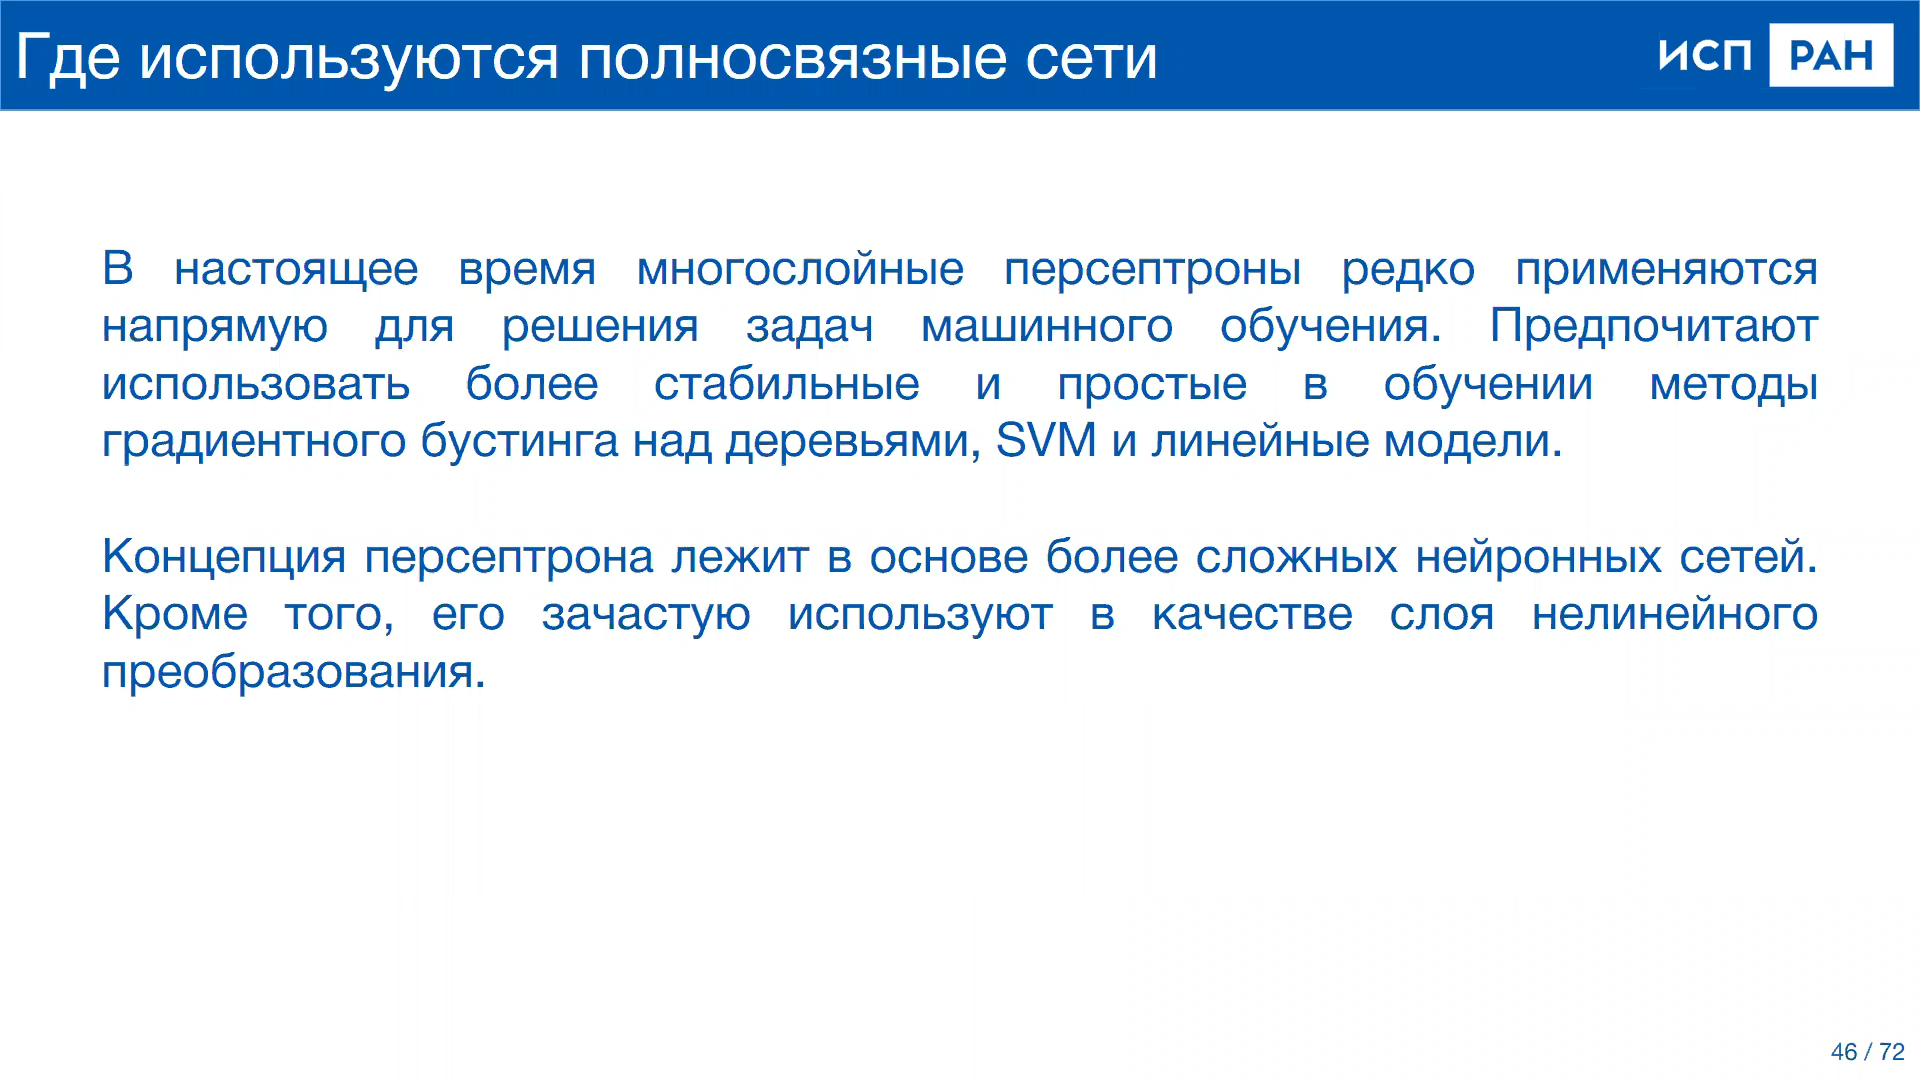 Где используются полносвязные сети
ИСП РАН
В настоящее время многослойные персептроны редко применяются
напрямую для решения задач машинного обучения. Предпочитают
использовать более стабильные и простые в обучении методы
градиентного бустинга над деревьями, SVM и линейные модели.
Концепция персептрона лежит в основе более сложных нейронных сетей.
Кроме того, его зачастую используют в качестве слоя нелинейного
преобразования.
46 / 72